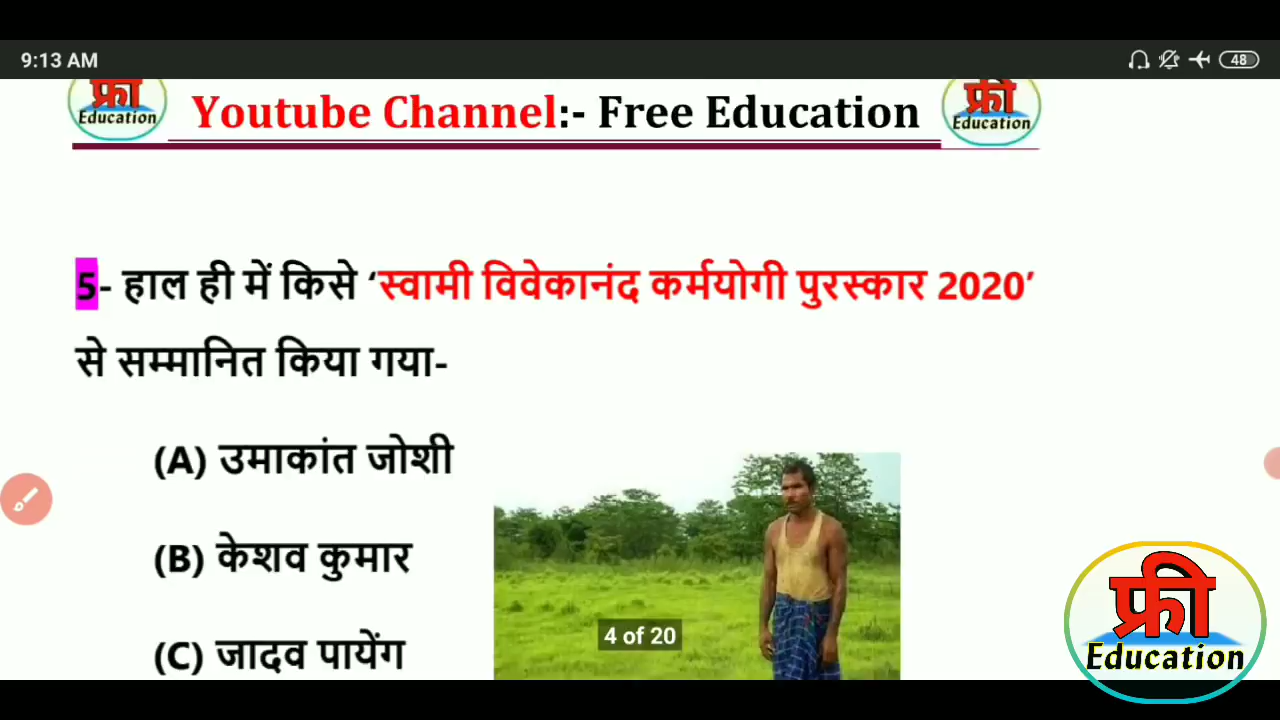 9:13 AM
48
फ्री
Education
Youtube Channel:- Free Education
फ्री
Education
5- हाल ही में किसे ‘स्वामी विवेकानंद कर्मयोगी पुरस्कार 2020’
से सम्मानित किया गया-
(A) उमाकांत जोशी
(B) केशव कुमार
(C) जादव पायेंग
4 of 20
फ्री
Education